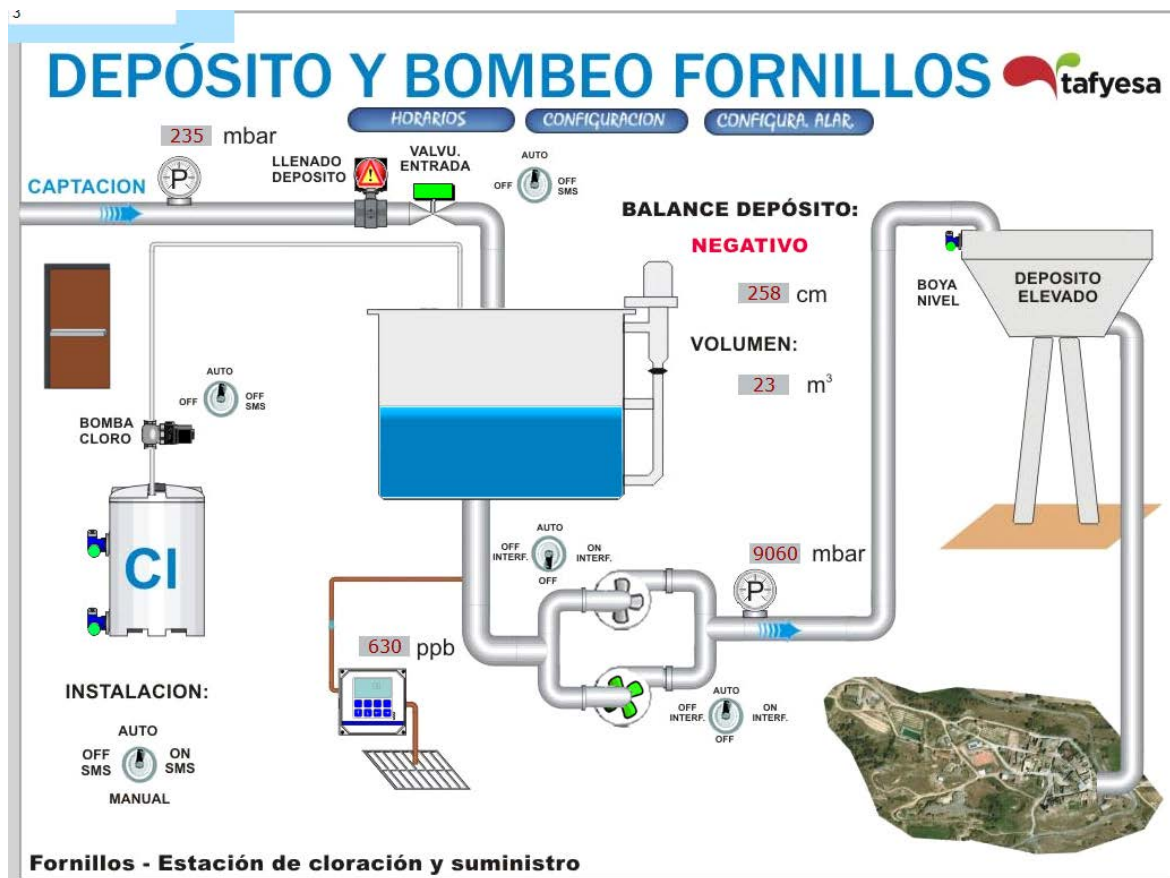 3
DEPÓSITO Y BOMBEO FORNILLOS
tafyesa
HORARIOS
CONFIGURACION
CONFIGURA. ALAR.
235 mbar
P
CAPTACION
LLENADO
DEPOSITO
VALVU.
ENTRADA
AUTO
OFF
OFF
SMS
BALANCE DEPÓSITO:
NEGATIVO
258 cm
VOLUMEN:
23 m³
BOYA
NIVEL
DEPOSITO
ELEVADO
AUTO
OFF
OFF
SMS
BOMBA
CLORO
Cl
AUTO
OFF
INTERF.
ON
INTERF.
OFF
9060 mbar
P
630 ppb
AUTO
OFF
INTERF.
ON
INTERF.
OFF
INSTALACION:
AUTO
OFF
SMS
ON
SMS
MANUAL
Fornillos - Estación de cloración y suministro